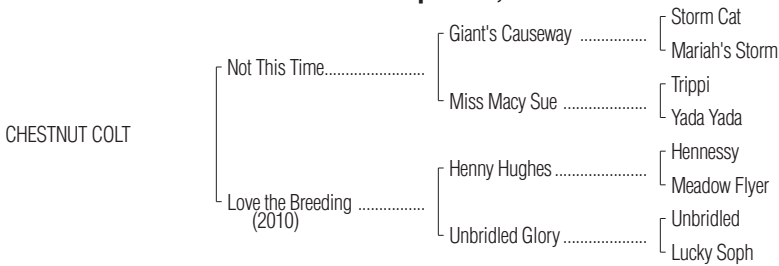 Storm Cat
Giant's Causeway ................
Mariah's Storm
Not This Time........................
Trippi
Miss Macy Sue ....................
Yada Yada
CHESTNUT COLT
Hennessy
Henny Hughes ......................
Meadow Flyer
Love the Breeding ................
(2010)
Unbridled
Unbridled Glory ....................
Lucky Soph